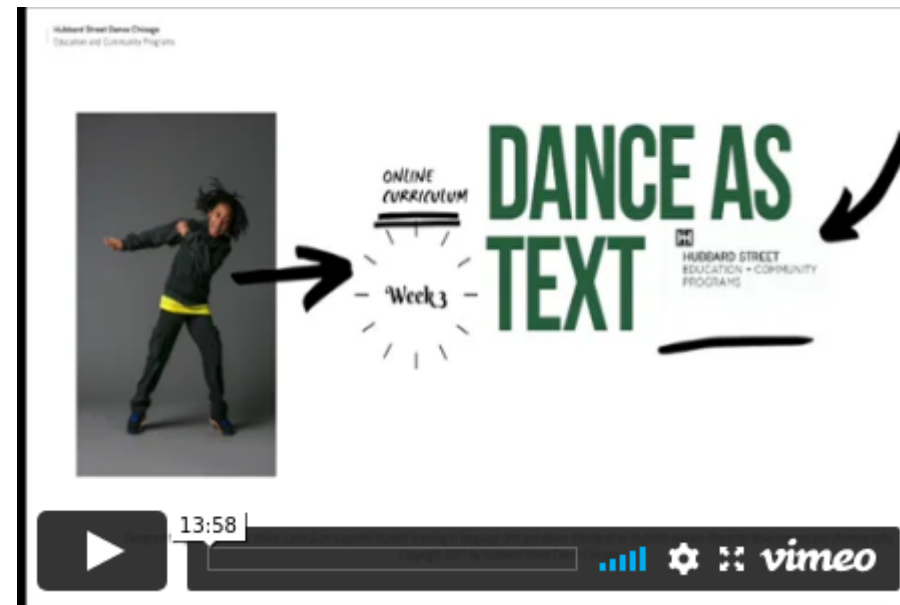 Hubbard Street Dance Chicago
Education and Community Programs
ONLINE
CURRICULUM
Week 3
DANCE AS
TEXT
HUBBARD STREET
EDUCATION + COMMUNITY
PROGRAMS
13:58
vimeo